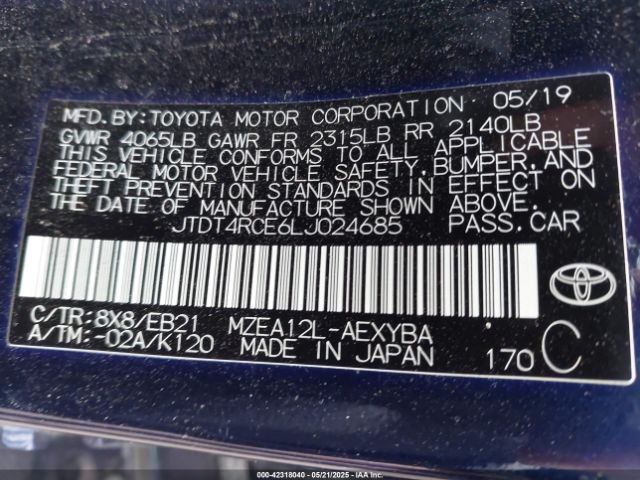 MFD. BY: TOYOTA MOTOR CORPORATION 05/19
GVWR 4065LB GAWR FR 2315LB RR 2140LB
THIS VEHICLE CONFORMS TO ALL APPLICABLE
FEDERAL MOTOR VEHICLE SAFETY, BUMPER, AND
THEFT PREVENTION STANDARDS IN EFFECT ON
THE DATE OF MANUFACTURE SHOWN ABOVE.
JTDT4RCE6LJ024685 PASS. CAR
C/TR: 8X8/EB21 MZEA12L-AEXYBA
A/TM: -02A/K120 MADE IN JAPAN 170 C
000-42318040 - 05/21/2025 - IAAI.COM